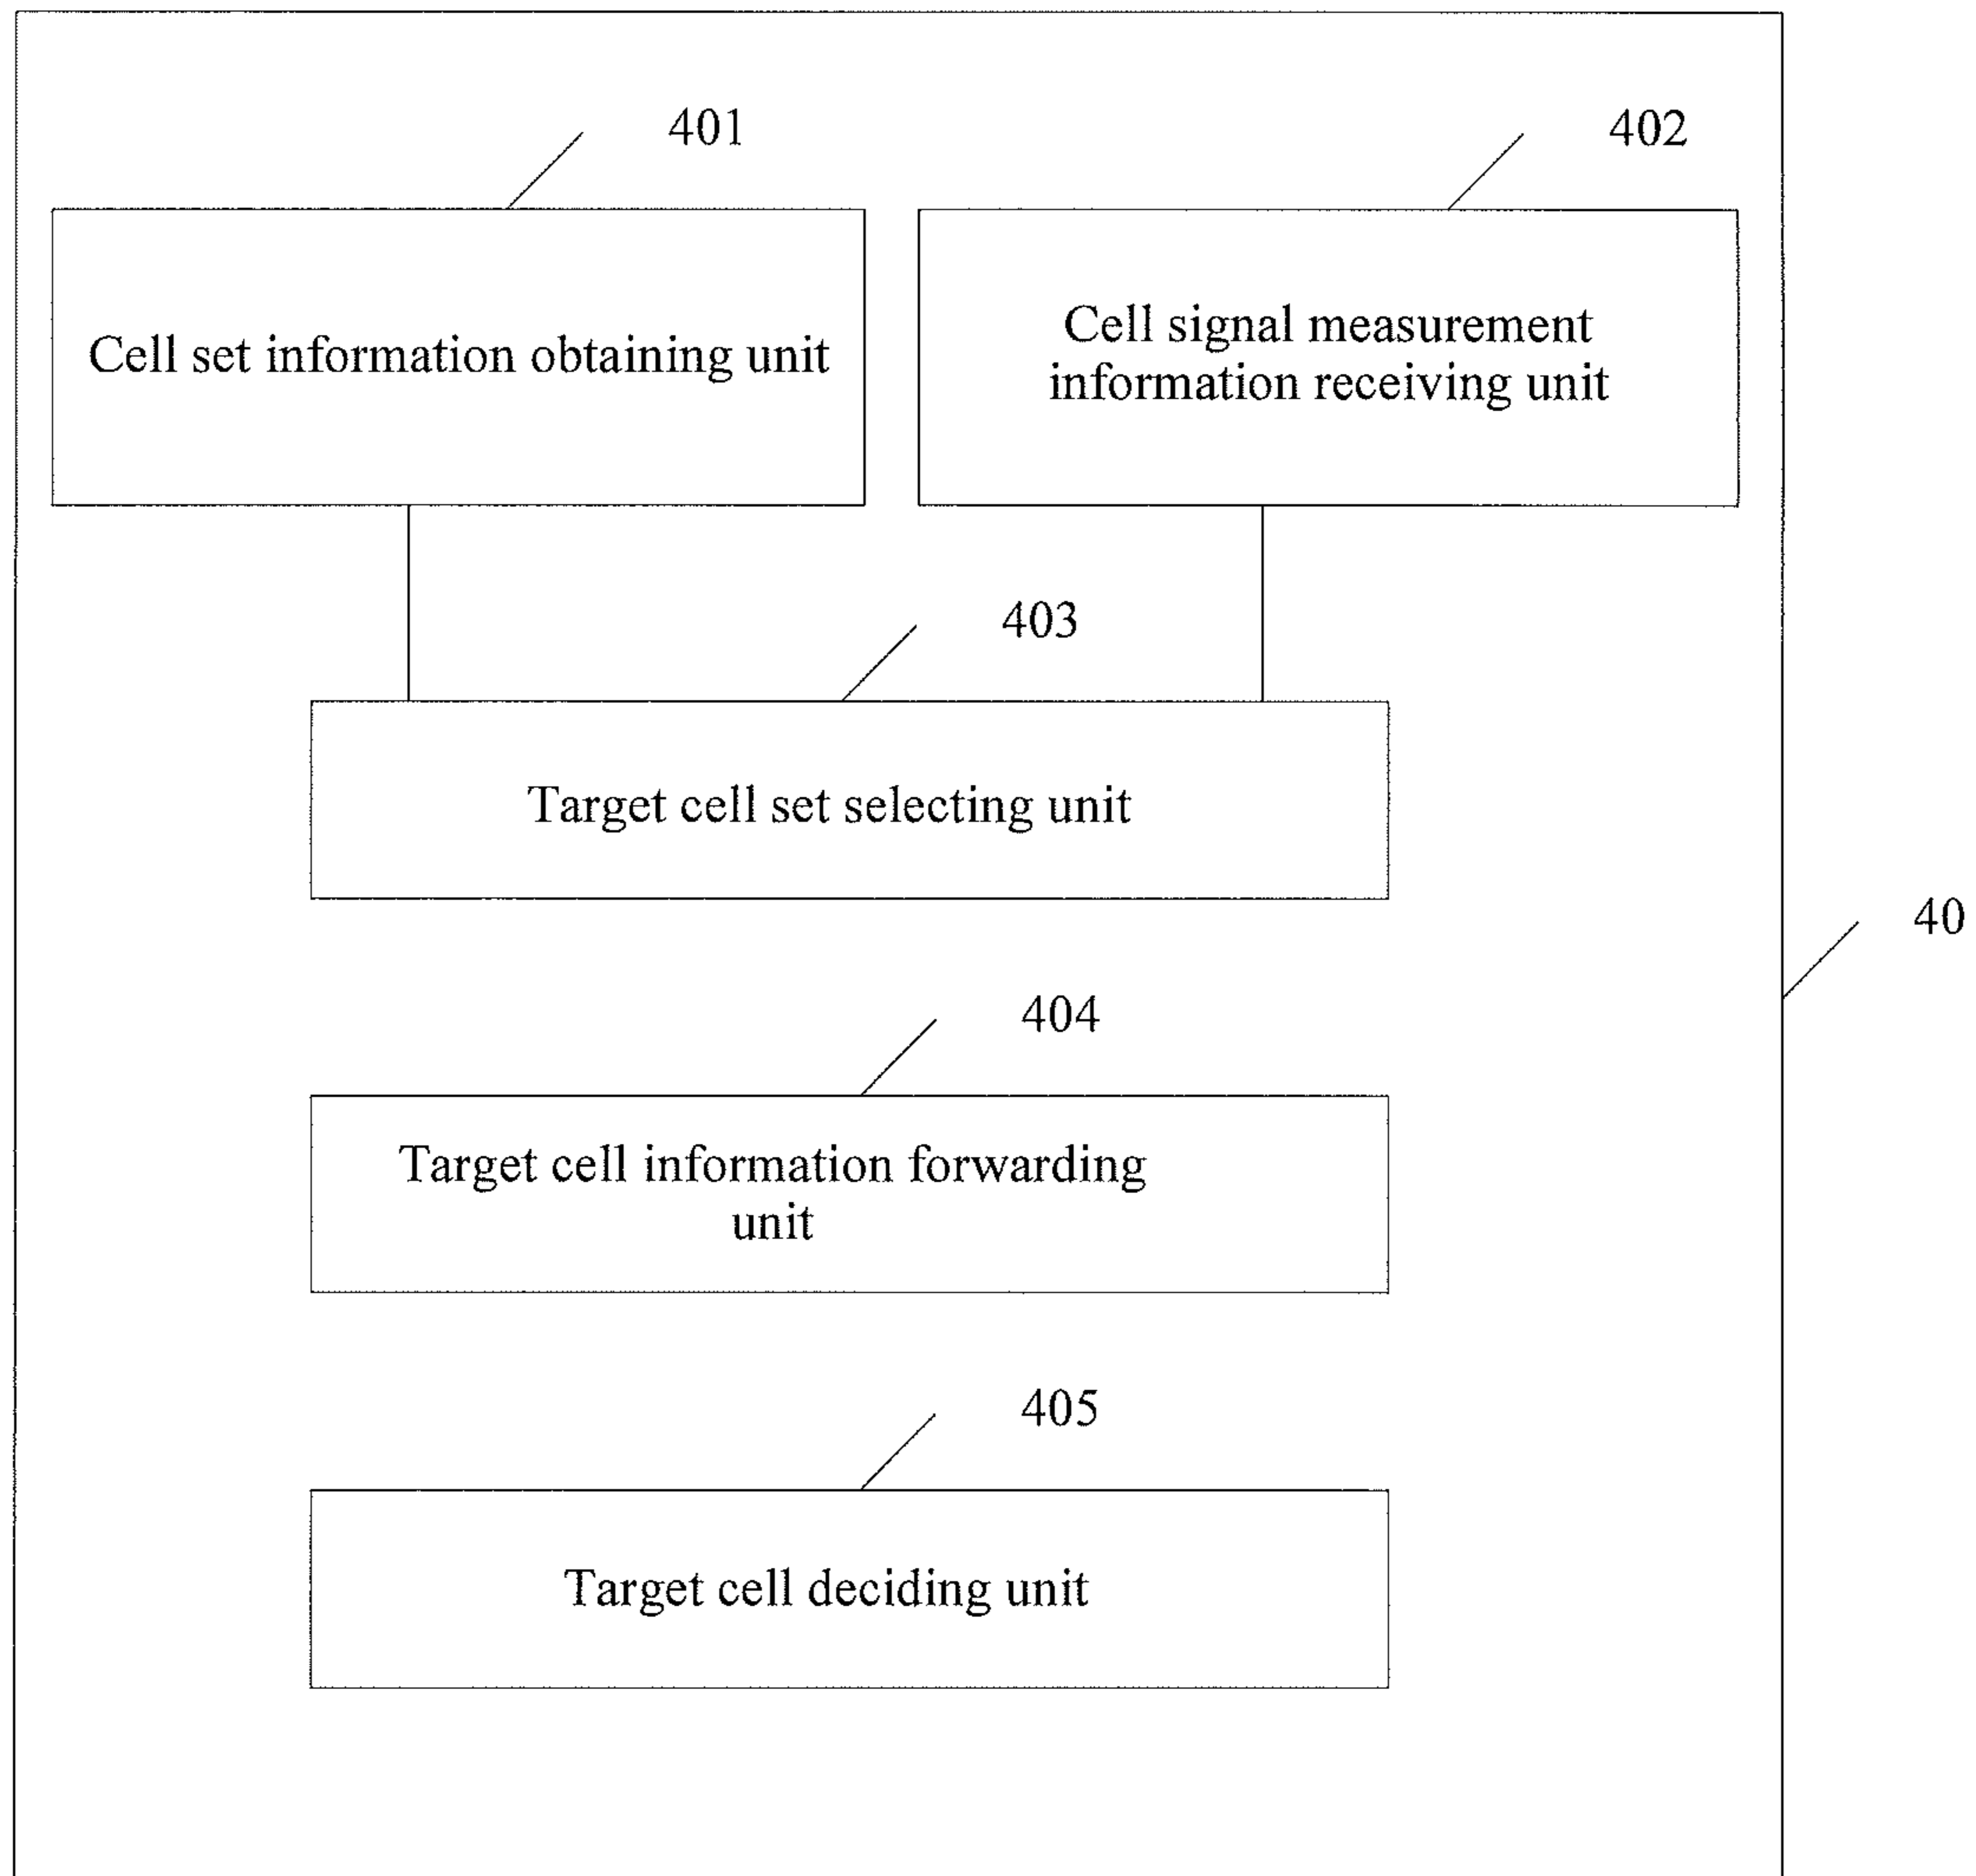 401
402
Cell set information obtaining unit
Cell signal measurement
information receiving unit
403
Target cell set selecting unit
40
404
Target cell information forwarding
unit
405
Target cell deciding unit